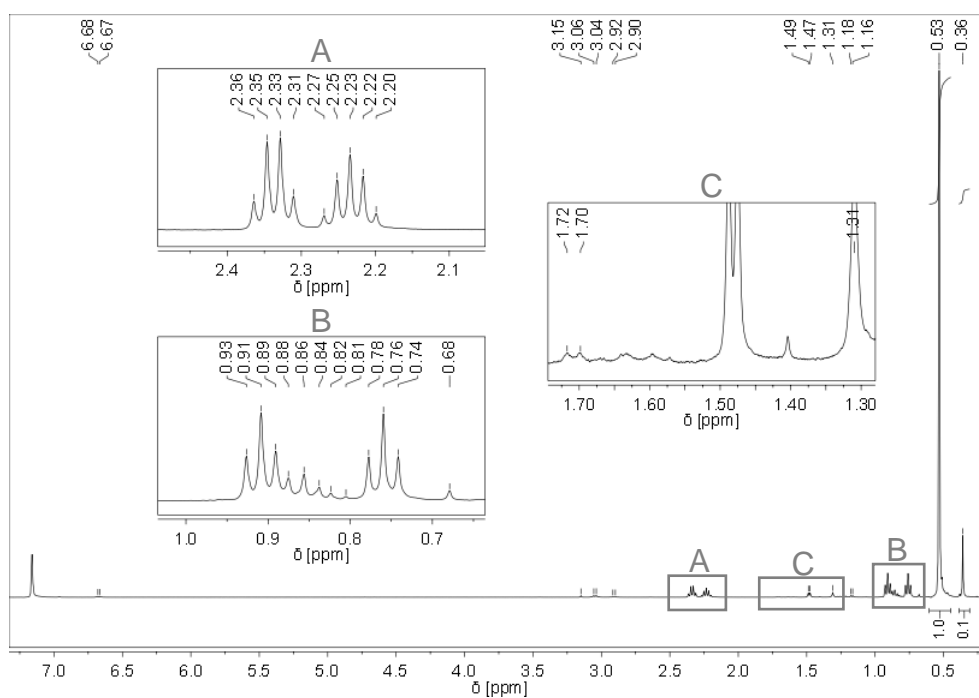 6.68
6.67
3.15
3.06
3.04
2.92
2.90
1.49
1.47
1.31
1.18
1.16
0.53
0.36
A
2.36
2.35
2.33
2.31
2.27
2.25
2.23
2.22
2.20
2.4 2.3 2.2 2.1
δ [ppm]
C
1.72
1.70
1.31
1.70 1.60 1.50 1.40 1.30
δ [ppm]
B
0.93
0.91
0.89
0.88
0.86
0.84
0.82
0.81
0.78
0.76
0.74
0.68
1.0 0.9 0.8 0.7
δ [ppm]
A
C
B
1.0
0.1
7.0 6.5 6.0 5.5 5.0 4.5 4.0 3.5 3.0 2.5 2.0 1.5 1.0 0.5
δ [ppm]